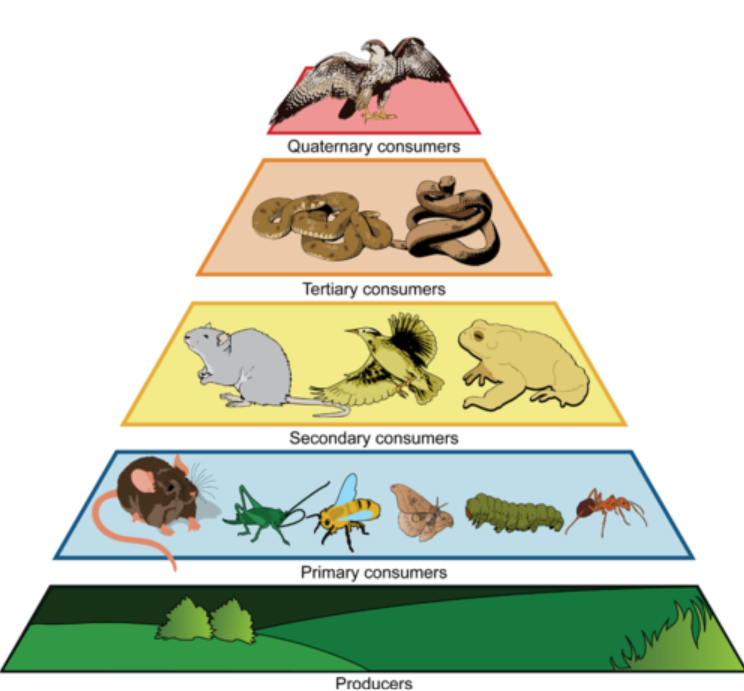 Quaternary consumers
Tertiary consumers
Secondary consumers
Primary consumers
Producers